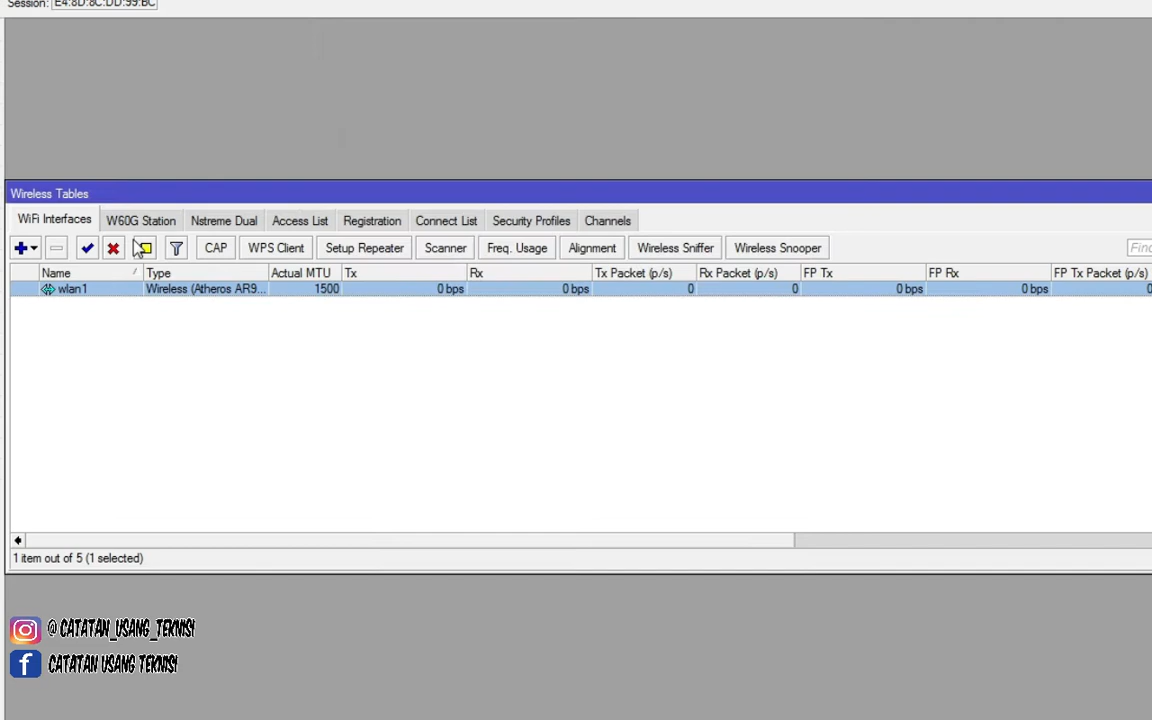 Session: E4:8D:8C:DD:99:BC
Wireless Tables
WiFi Interfaces W60G Station Nstreme Dual Access List Registration Connect List Security Profiles Channels
CAP WPS Client Setup Repeater Scanner Freq. Usage Alignment Wireless Sniffer Wireless Snooper Find
Name / Type Actual MTU Tx Rx Tx Packet (p/s) Rx Packet (p/s) FP Tx FP Rx FP Tx Packet (p/s)
wlan1 Wireless (Atheros AR9... 1500 0 bps 0 bps 0 0 0 bps 0 bps 0
1 item out of 5 (1 selected)
@ CATATAN_USANG_TEKNISI
f CATATAN USANG TEKNISI